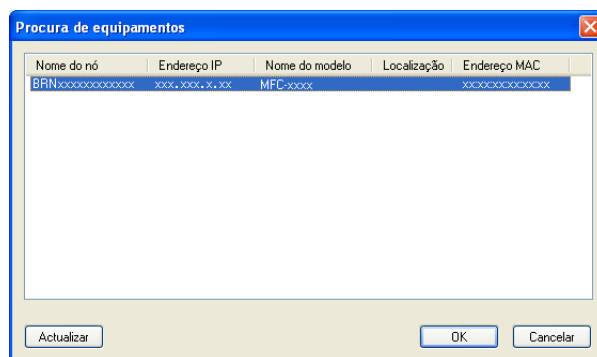 Procura de equipamentos
Nome do nó Endereço IP Nome do modelo Localização Endereço MAC
BRNxxxxxxxxxxxx xxx.xxx.x.xx MFC-xxxx xxxxxxxxxxxxx
Actualizar OK Cancelar